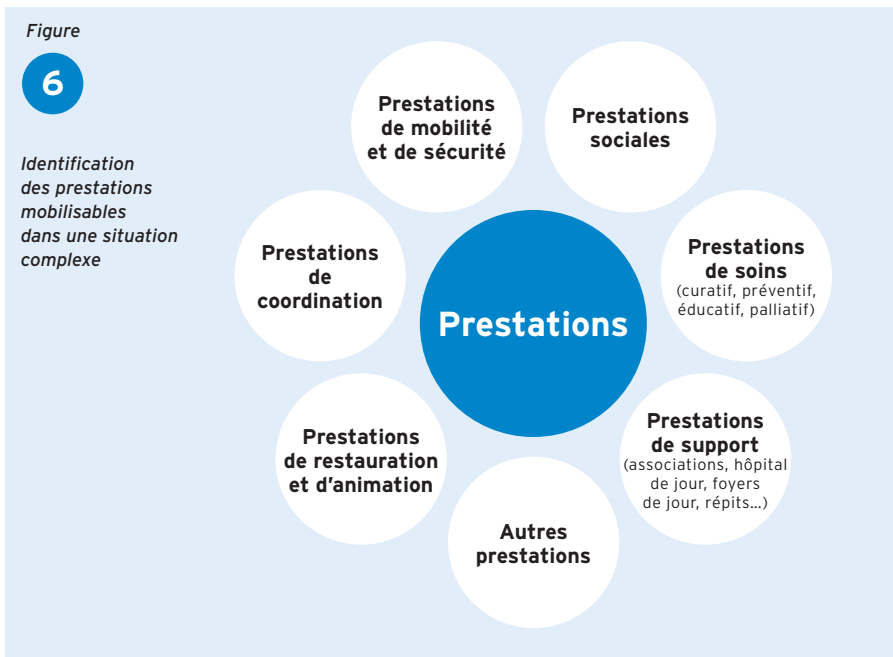 Figure
6
Identification
des prestations
mobilisables
dans une situation
complexe
Prestations
de mobilité
et de sécurité
Prestations
sociales
Prestations
de soins
(curatif, préventif,
éducatif, palliatif)
Prestations
de support
(associations, hôpital
de jour, foyers
de jour, répits…)
Autres
prestations
Prestations
de restauration
et d'animation
Prestations
de
coordination
Prestations